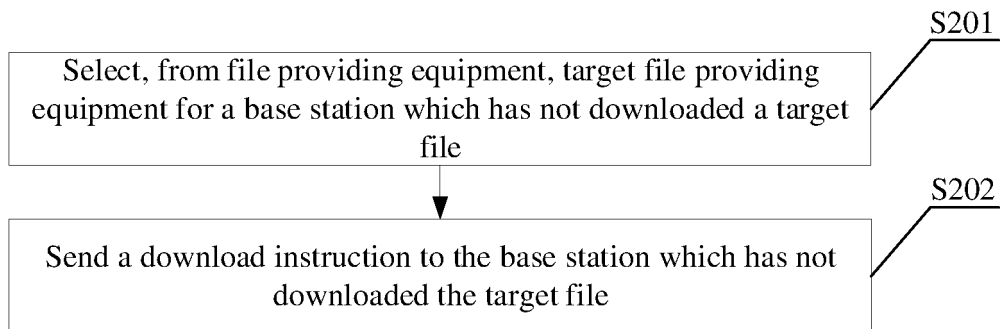 S201
Select, from file providing equipment, target file providing
equipment for a base station which has not downloaded a target
file
S202
Send a download instruction to the base station which has not
downloaded the target file